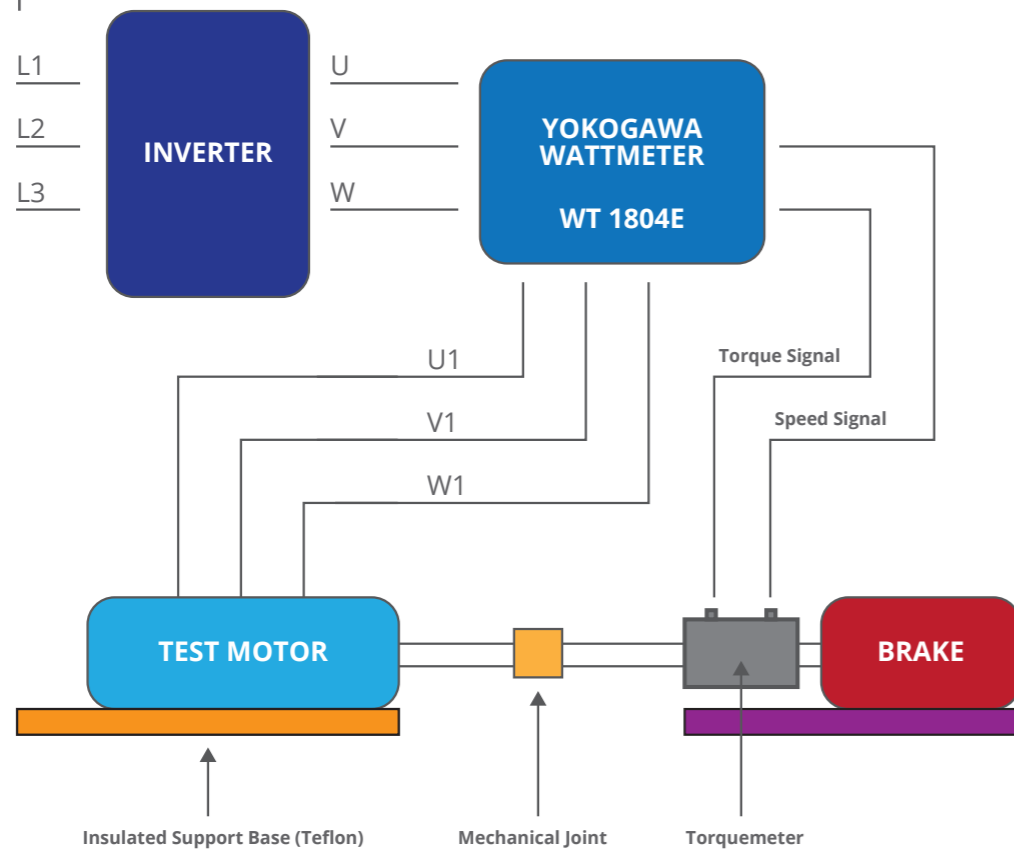 L1
L2
L3
INVERTER
U
V
W
YOKOGAWA
WATTMETER
WT 1804E
U1
V1
W1
Torque Signal
Speed Signal
TEST MOTOR
BRAKE
Insulated Support Base (Teflon)
Mechanical Joint
Torquemeter